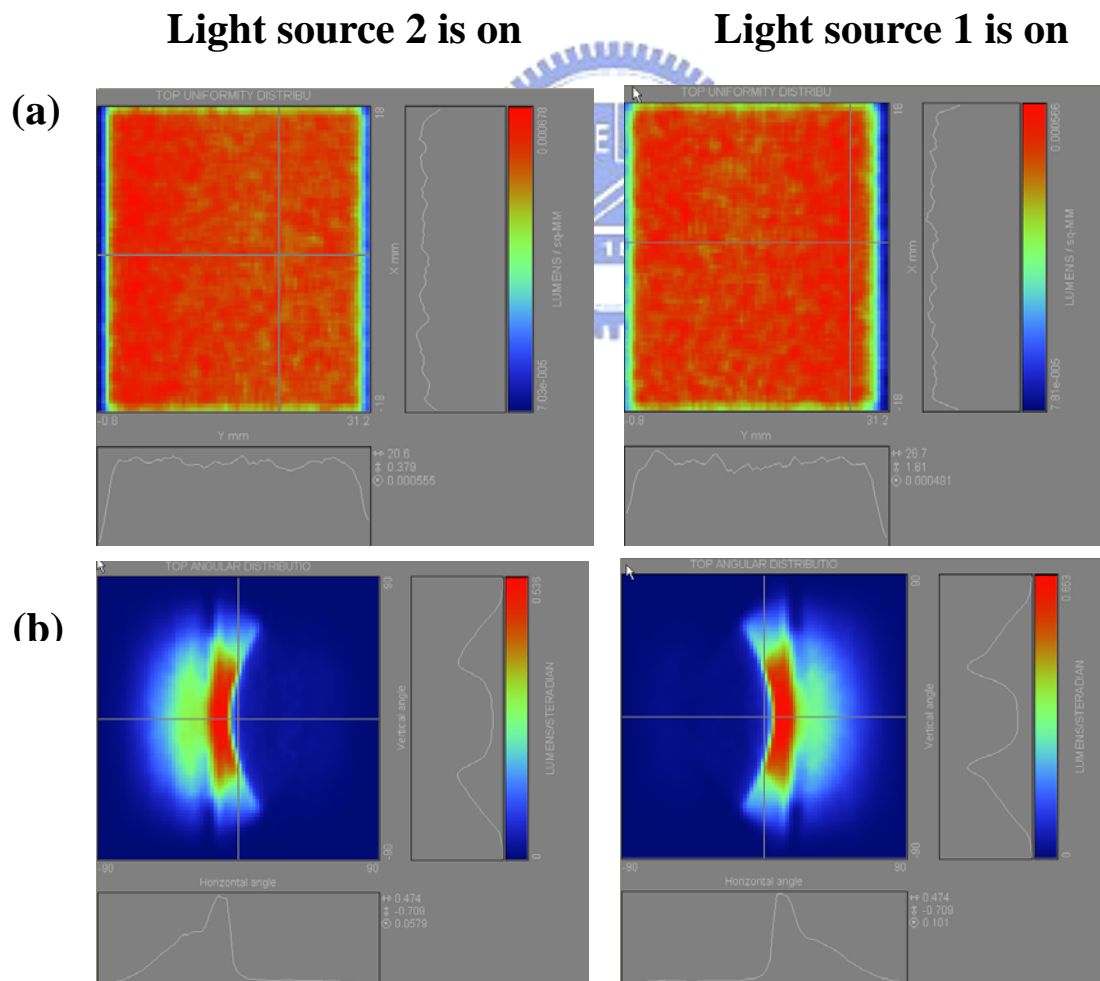 Light source 2 is on
Light source 1 is on
(a)
TOP UNIFORMITY DISTRIBU
18
X mm
-18
0.000678
LUMENS / sq-MM
7.03e-005
-0.8
31.2
Y mm
20.6
0.379
0.000555
TOP UNIFORMITY DISTRIBU
18
X mm
-18
0.000566
LUMENS / sq-MM
7.81e-005
-0.8
31.2
Y mm
26.7
1.61
0.000491
E
(b)
TOP ANGULAR DISTRIBUTIO
90
Vertical angle
-90
0.536
LUMENS/STERADIAN
0
-90
90
Horizontal angle
0.474
-0.709
0.0579
TOP ANGULAR DISTRIBUTIO
90
Vertical angle
-90
0.653
LUMENS/STERADIAN
0
-90
90
Horizontal angle
0.474
-0.709
0.101